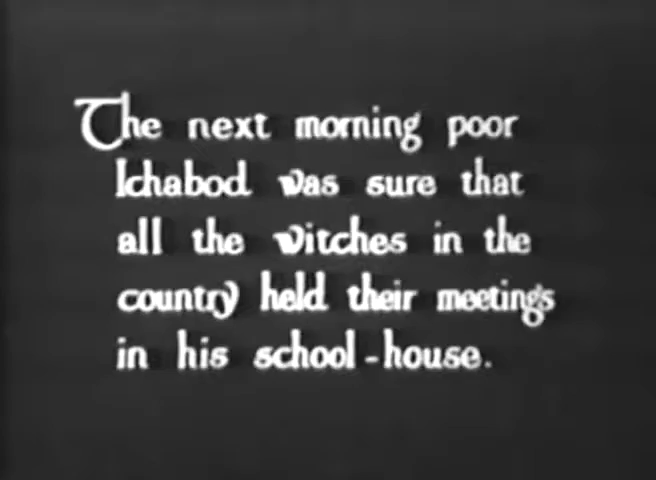 The next morning poor
Ichabod was sure that
all the witches in the
country held their meetings
in his school-house.